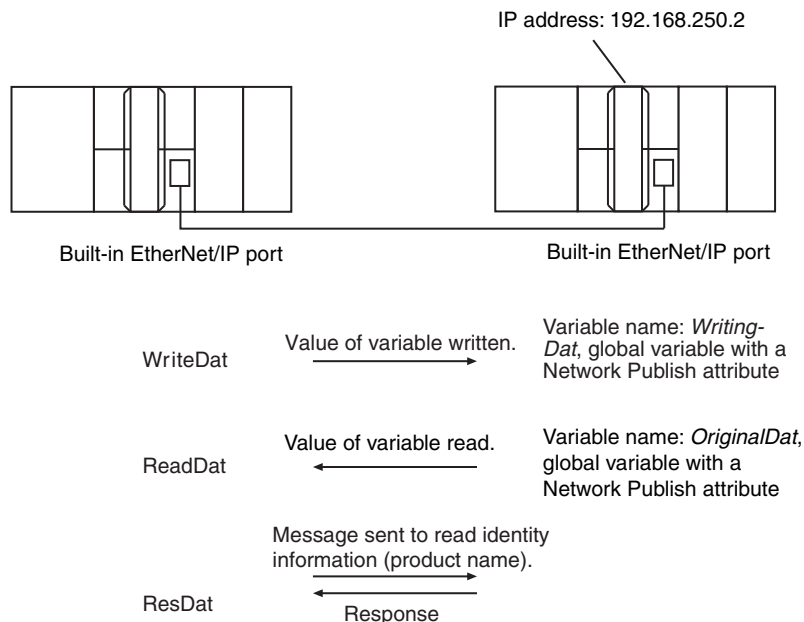 IP address: 192.168.250.2
Built-in EtherNet/IP port
Built-in EtherNet/IP port
WriteDat
Value of variable written.
Variable name: Writing-
Dat, global variable with a
Network Publish attribute
ReadDat
Value of variable read.
Variable name: OriginalDat,
global variable with a
Network Publish attribute
Message sent to read identity
information (product name).
ResDat
Response